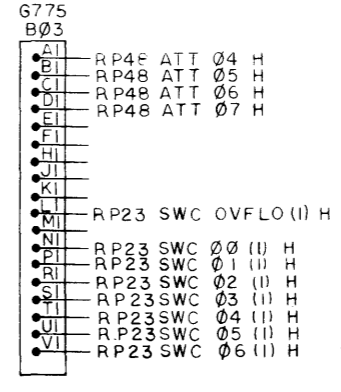 G775
BØ3
A1
B1 RP48 ATT Ø4 H
C1 RP48 ATT Ø5 H
D1 RP48 ATT Ø6 H
E1 RP48 ATT Ø7 H
F1
H1
J1
K1
L1
M1 RP23 SWC OVFLO (1) H
N1
P1 RP23 SWC ØØ (1) H
R1 RP23 SWC Ø1 (1) H
S1 RP23 SWC Ø2 (1) H
T1 RP23 SWC Ø3 (1) H
U1 RP23 SWC Ø4 (1) H
V1 R.P23 SWC Ø5 (1) H
RP23 SWC Ø6 (1) H